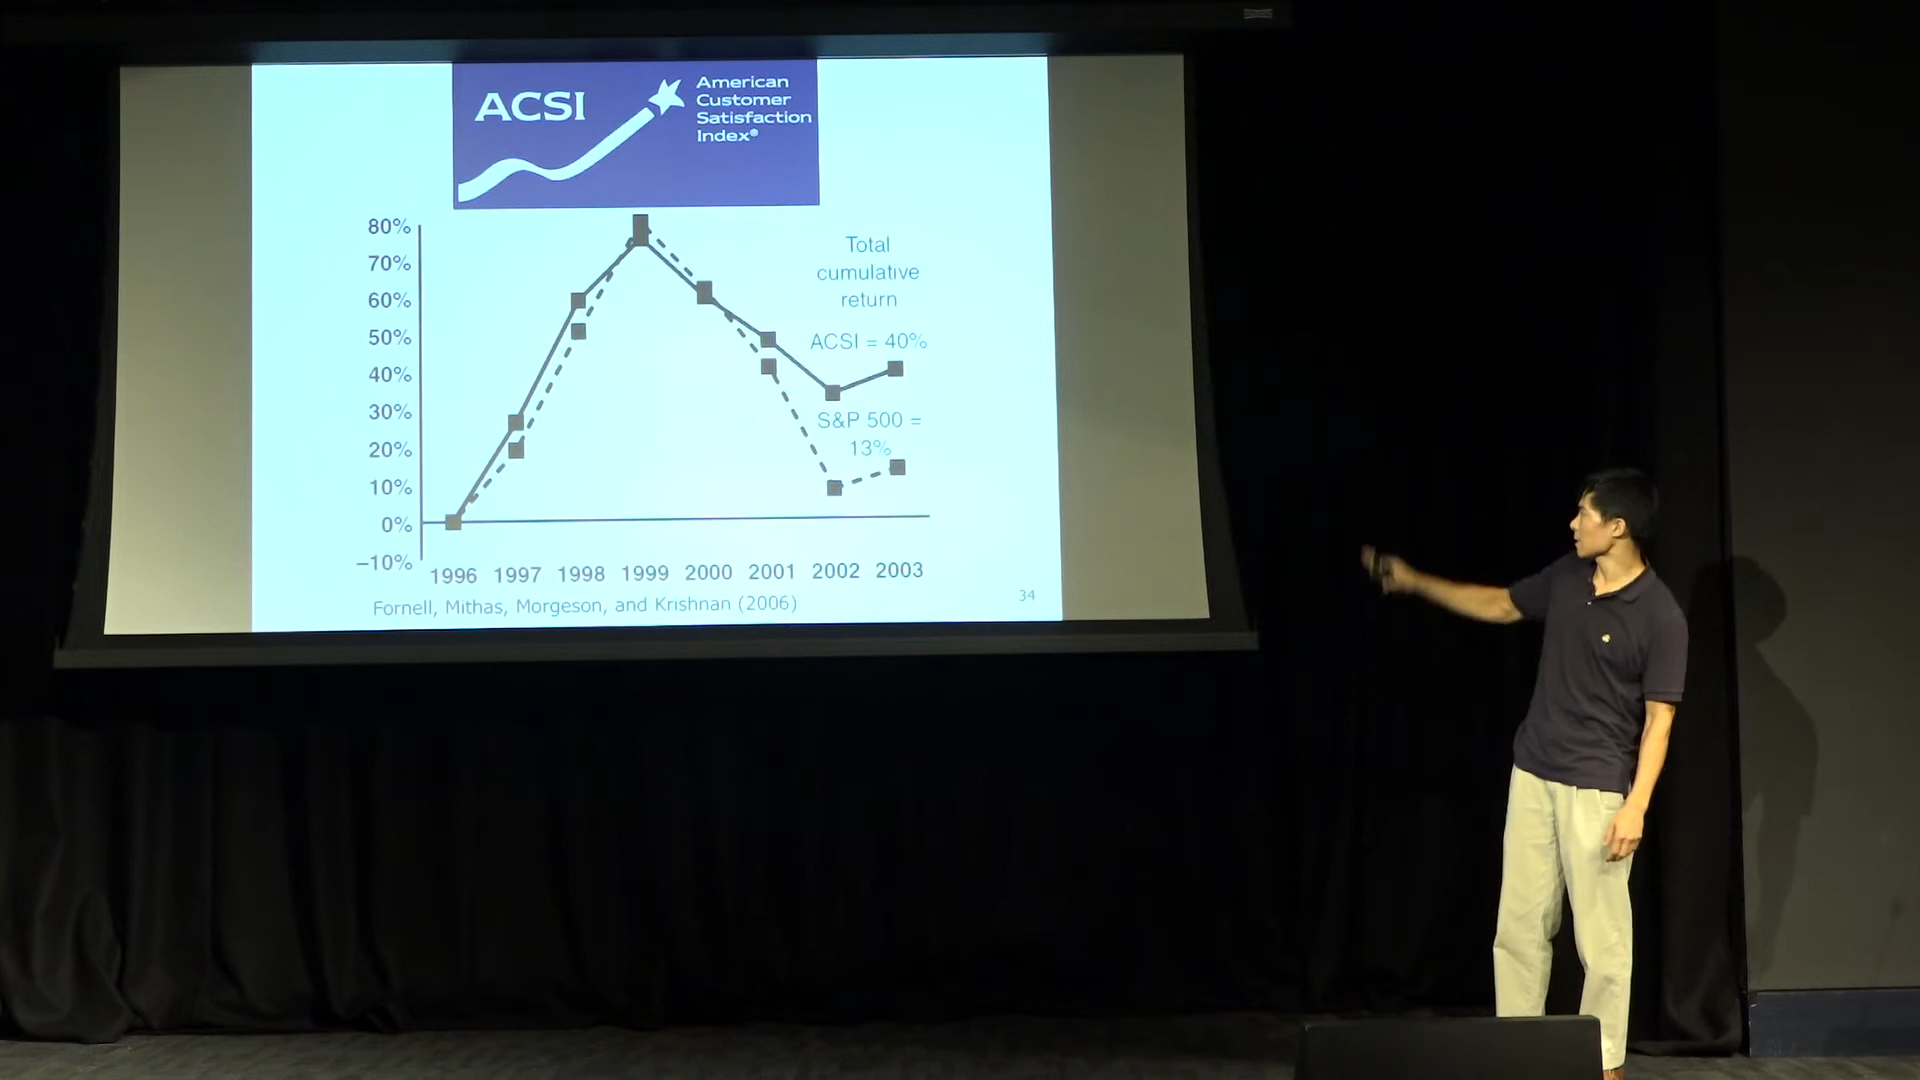 ACSI
American
Customer
Satisfaction
Index®
80%
70%
60%
50%
40%
30%
20%
10%
0%
–10%
Total
cumulative
return
ACSI = 40%
S&P 500 =
13%
1996 1997 1998 1999 2000 2001 2002 2003
Fornell, Mithas, Morgeson, and Krishnan (2006)
34